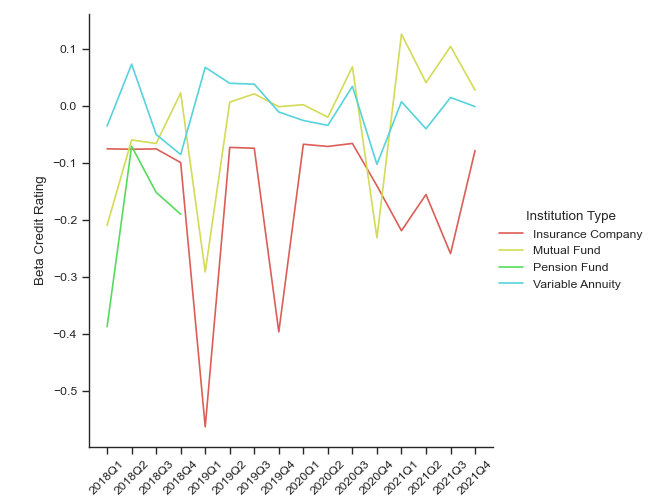 0.1
0.0
−0.1
−0.2
−0.3
−0.4
−0.5
Beta Credit Rating
2018Q1
2018Q2
2018Q3
2018Q4
2019Q1
2019Q2
2019Q3
2019Q4
2020Q1
2020Q2
2020Q3
2020Q4
2021Q1
2021Q2
2021Q3
2021Q4
Institution Type
Insurance Company
Mutual Fund
Pension Fund
Variable Annuity